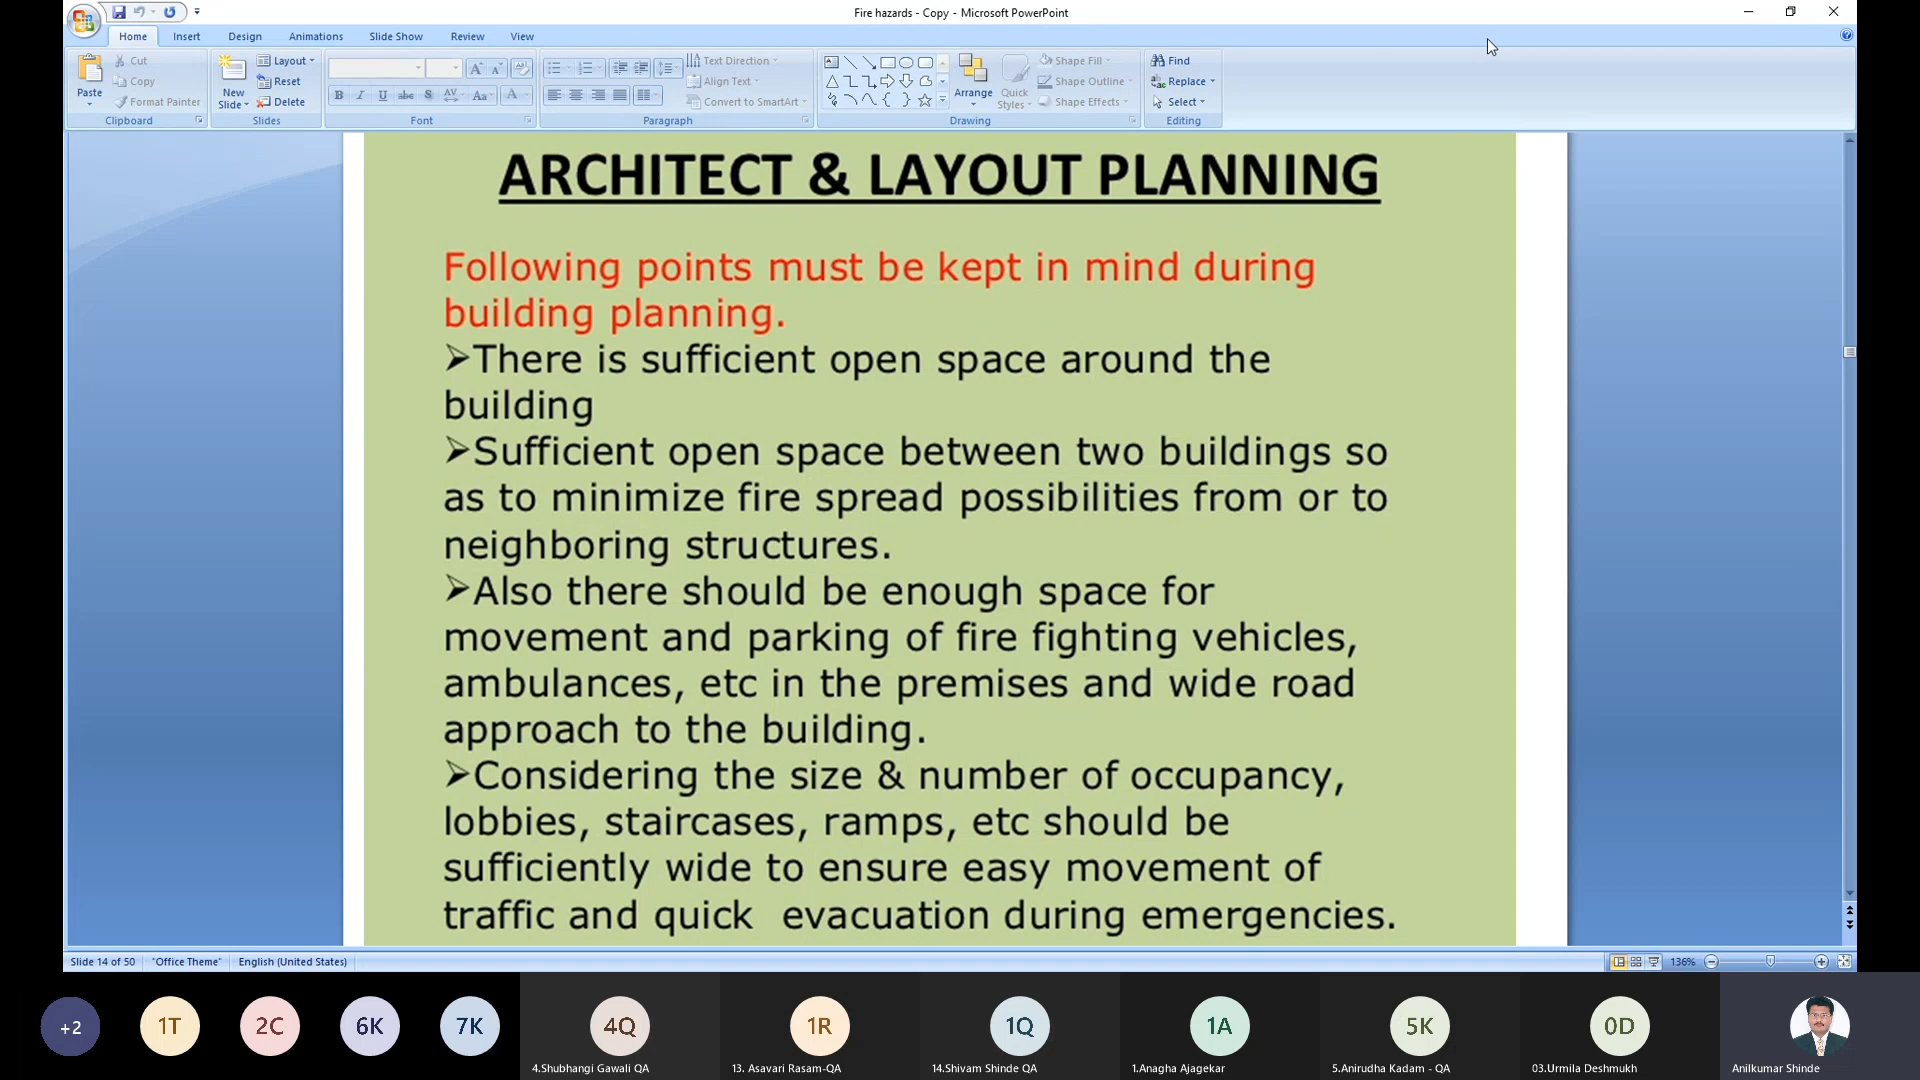 Fire hazards - Copy - Microsoft PowerPoint
Home Insert Design Animations Slide Show Review View
Paste Cut Copy Format Painter Clipboard
New Slide Layout Reset Delete Slides
B I U abc S AV Aa A Font
Text Direction Align Text Convert to SmartArt Paragraph
Arrange Quick Styles Shape Fill Shape Outline Shape Effects Drawing
Find Replace Select Editing
ARCHITECT & LAYOUT PLANNING
Following points must be kept in mind during
building planning.
➢There is sufficient open space around the
building
➢Sufficient open space between two buildings so
as to minimize fire spread possibilities from or to
neighboring structures.
➢Also there should be enough space for
movement and parking of fire fighting vehicles,
ambulances, etc in the premises and wide road
approach to the building.
➢Considering the size & number of occupancy,
lobbies, staircases, ramps, etc should be
sufficiently wide to ensure easy movement of
traffic and quick evacuation during emergencies.
Slide 14 of 50 "Office Theme" English (United States) 136%
+2 1T 2C 6K 7K 4Q 1R 1Q 1A 5K 0D
4.Shubhangi Gawali QA 13. Asavari Rasam-QA 14.Shivam Shinde QA 1.Anagha Ajagekar 5.Anirudha Kadam - QA 03.Urmila Deshmukh Anilkumar Shinde